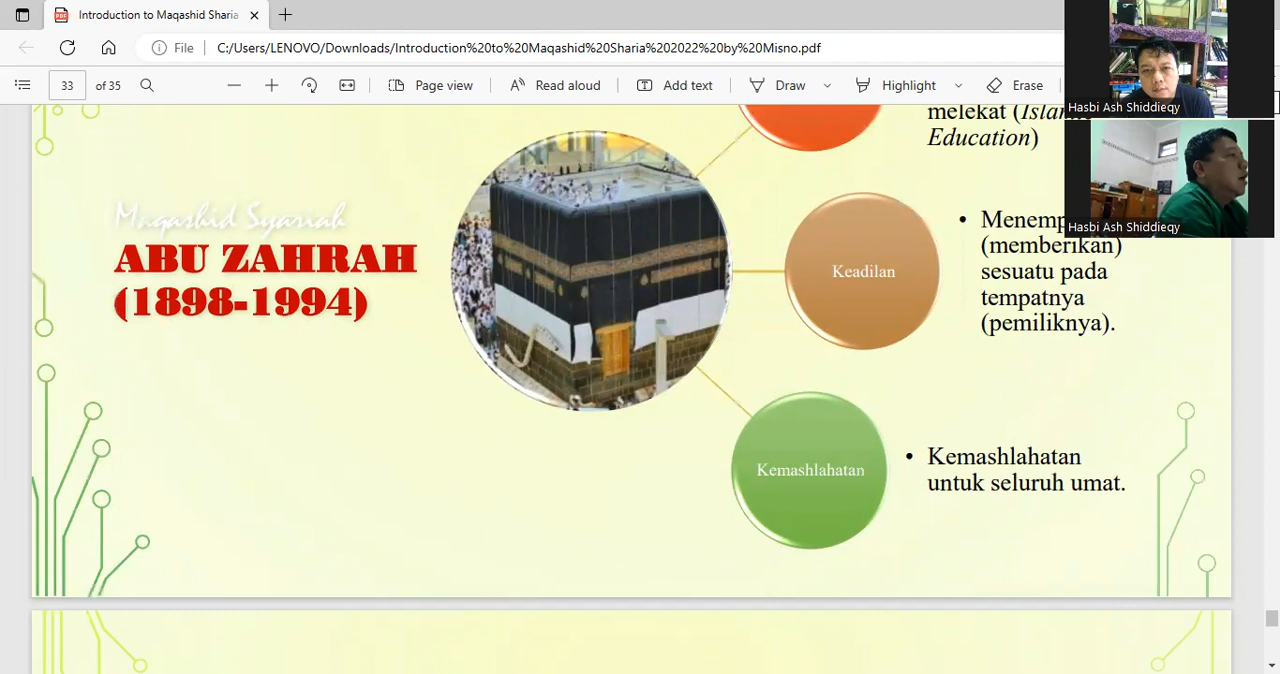 Introduction to Maqashid Sharia
File
C:/Users/LENOVO/Downloads/Introduction%20to%20Maqashid%20Sharia%202022%20by%20Misno.pdf
33 of 35
Page view
Read aloud
Add text
Draw
Highlight
Erase
Hasbi Ash Shiddieqy
Hasbi Ash Shiddieqy
Maqashid Syariah
ABU ZAHRAH
(1898-1994)
melekat (Islamic
Education)
Keadilan
(memberikan)
sesuatu pada
tempatnya
(pemiliknya).
Kemashlahatan
Kemashlahatan
untuk seluruh umat.